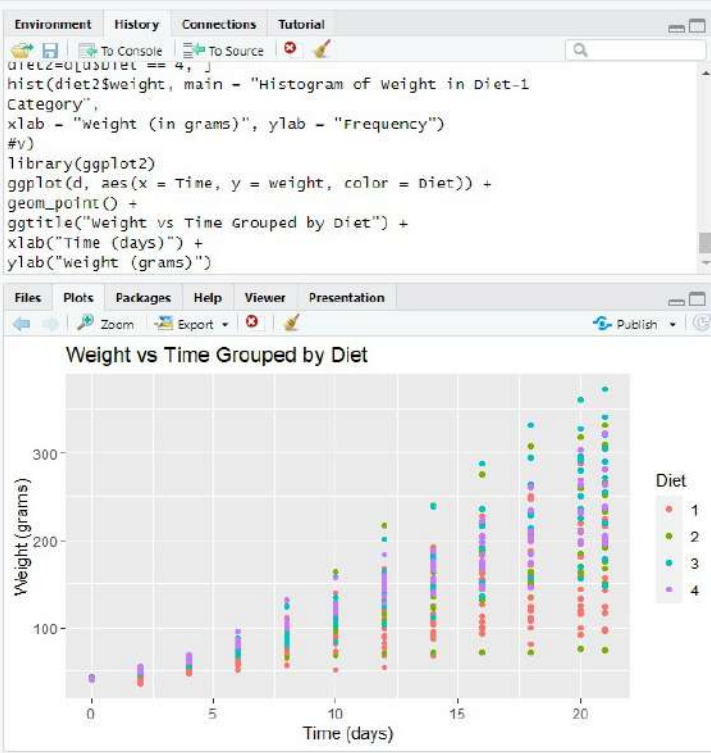 Environment History Connections Tutorial
To Console To Source
diet2=d[d$Diet == 4, ]
hist(diet2$weight, main = "Histogram of Weight in Diet-1
Category",
xlab = "Weight (in grams)", ylab = "Frequency")
#v)
library(ggplot2)
ggplot(d, aes(x = Time, y = weight, color = Diet)) +
geom_point() +
ggtitle("Weight vs Time Grouped by Diet") +
xlab("Time (days)") +
ylab("Weight (grams)")
Files Plots Packages Help Viewer Presentation
Zoom Export Publish
Weight vs Time Grouped by Diet
300
200
100
Weight (grams)
0 5 10 15 20
Time (days)
Diet
1
2
3
4